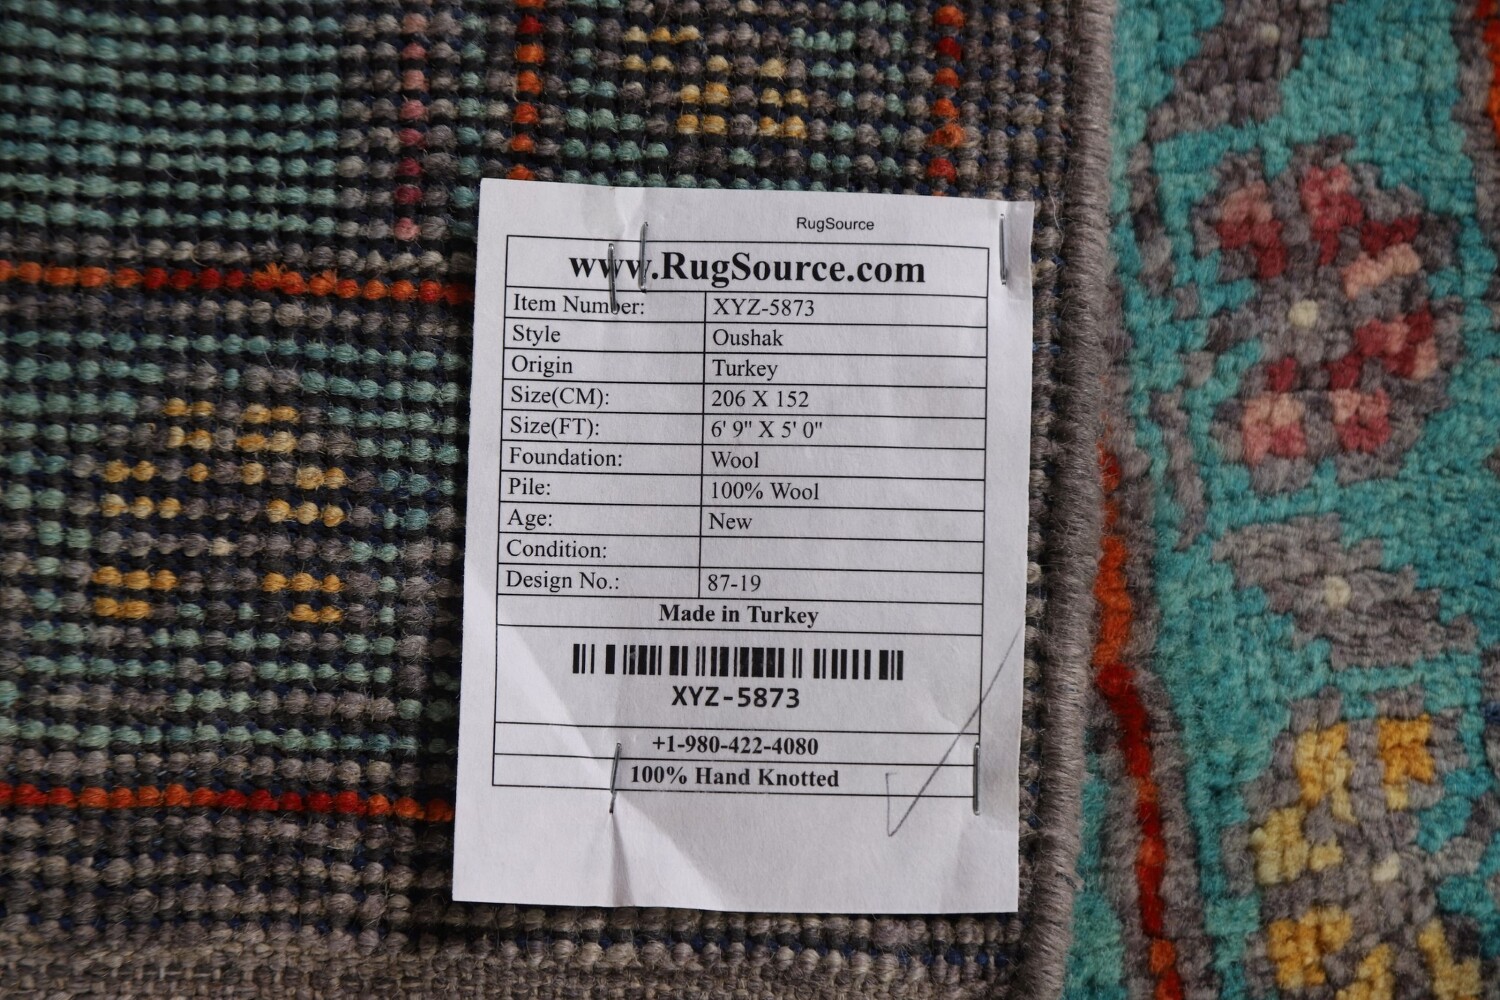 RugSource
www.RugSource.com
Item Number: XYZ-5873
Style Oushak
Origin Turkey
Size(CM): 206 X 152
Size(FT): 6' 9" X 5' 0"
Foundation: Wool
Pile: 100% Wool
Age: New
Condition:
Design No.: 87-19
Made in Turkey
XYZ-5873
+1-980-422-4080
100% Hand Knotted